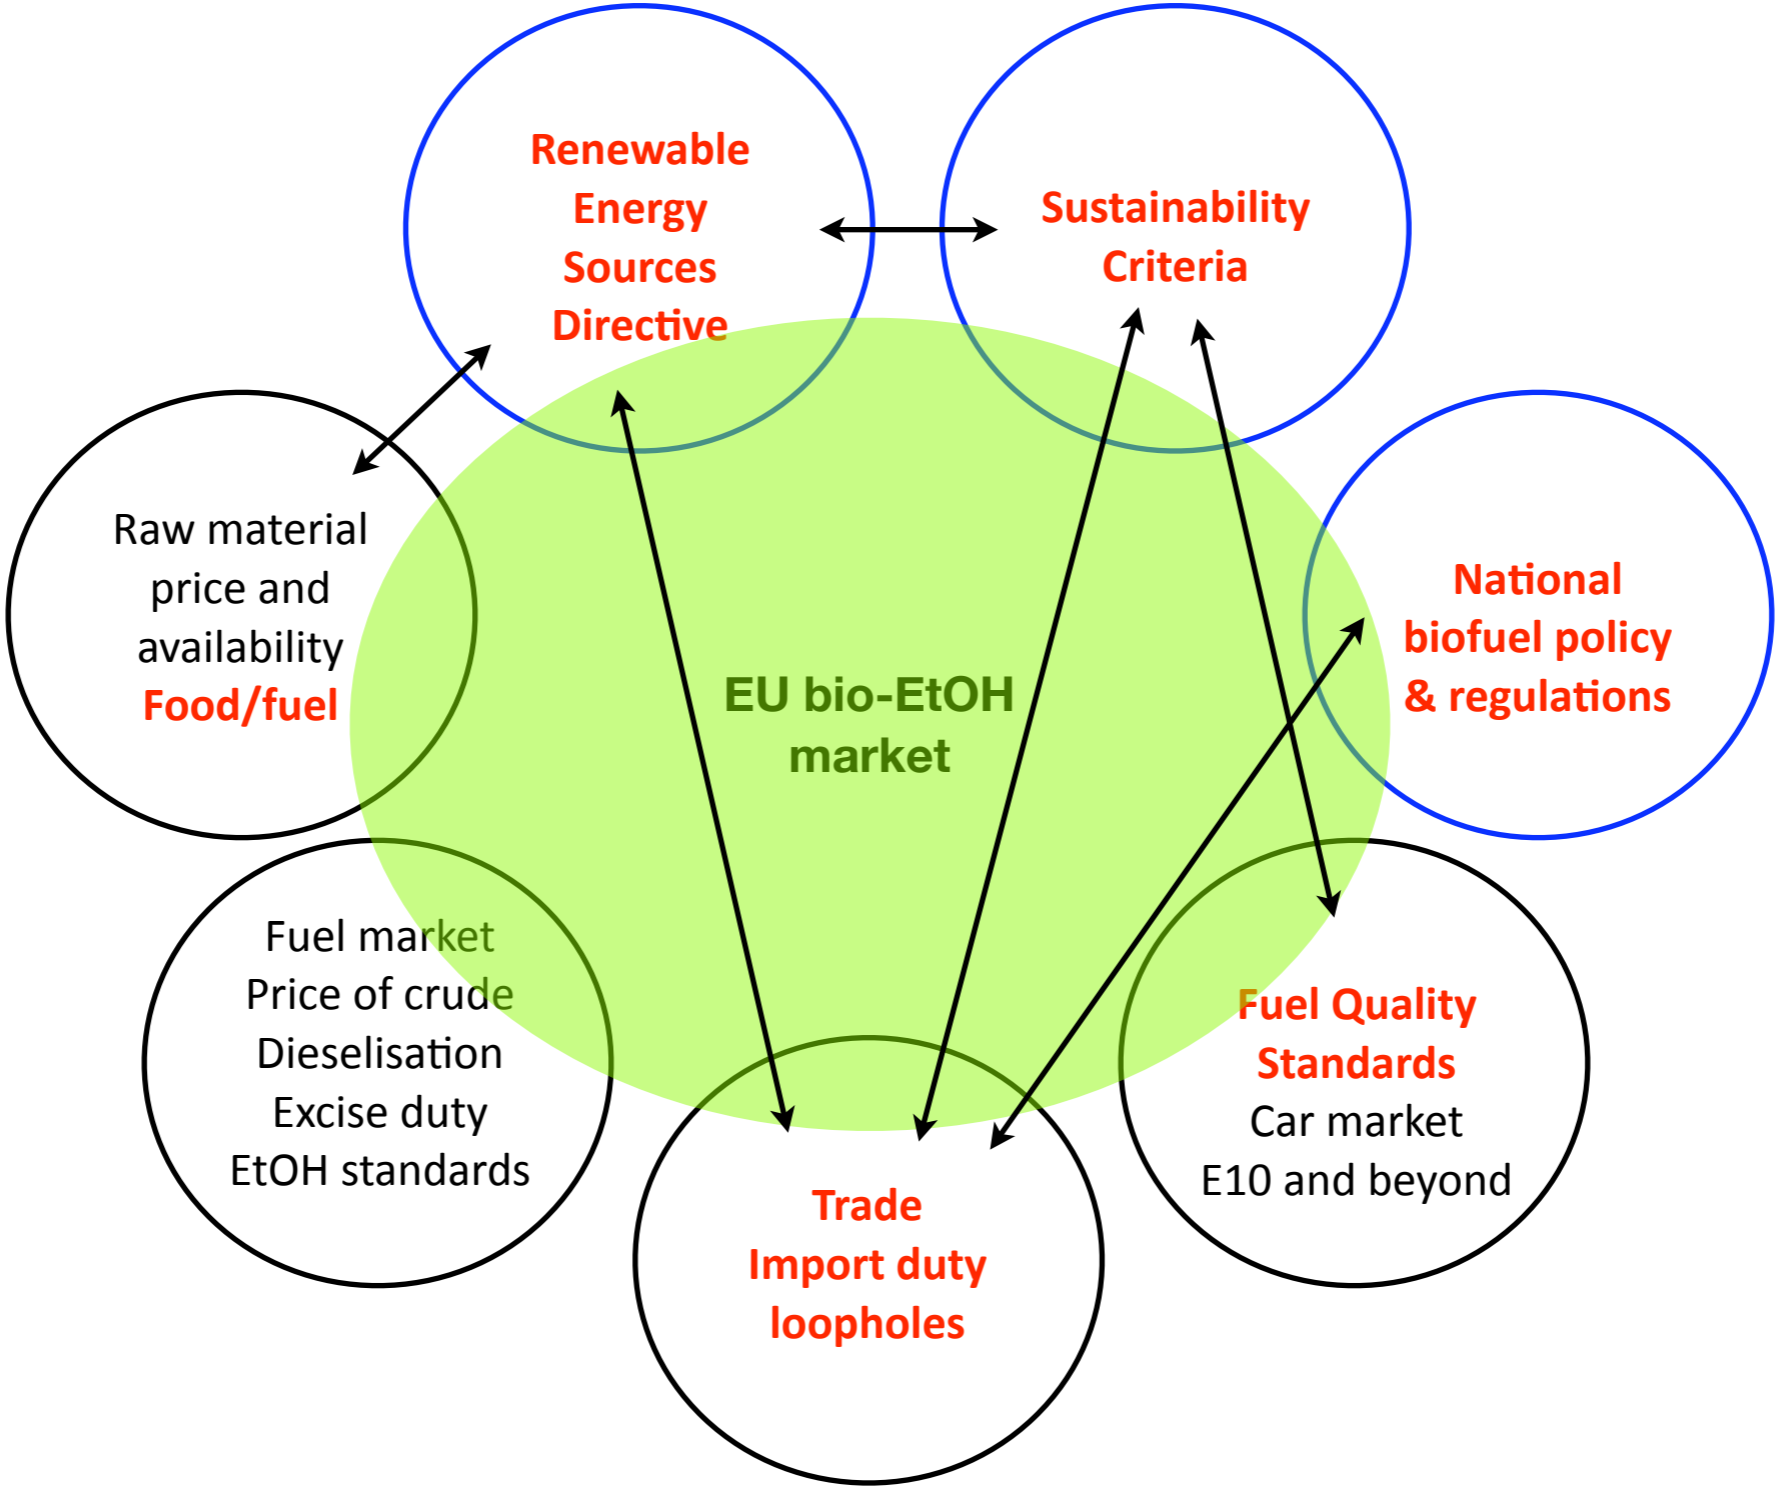 Renewable
Energy
Sources
Directive
Sustainability
Criteria
Raw material
price and
availability
Food/fuel
National
biofuel policy
& regulations
EU bio-EtOH
market
Fuel market
Price of crude
Dieselisation
Excise duty
EtOH standards
Fuel Quality
Standards
Car market
E10 and beyond
Trade
Import duty
loopholes